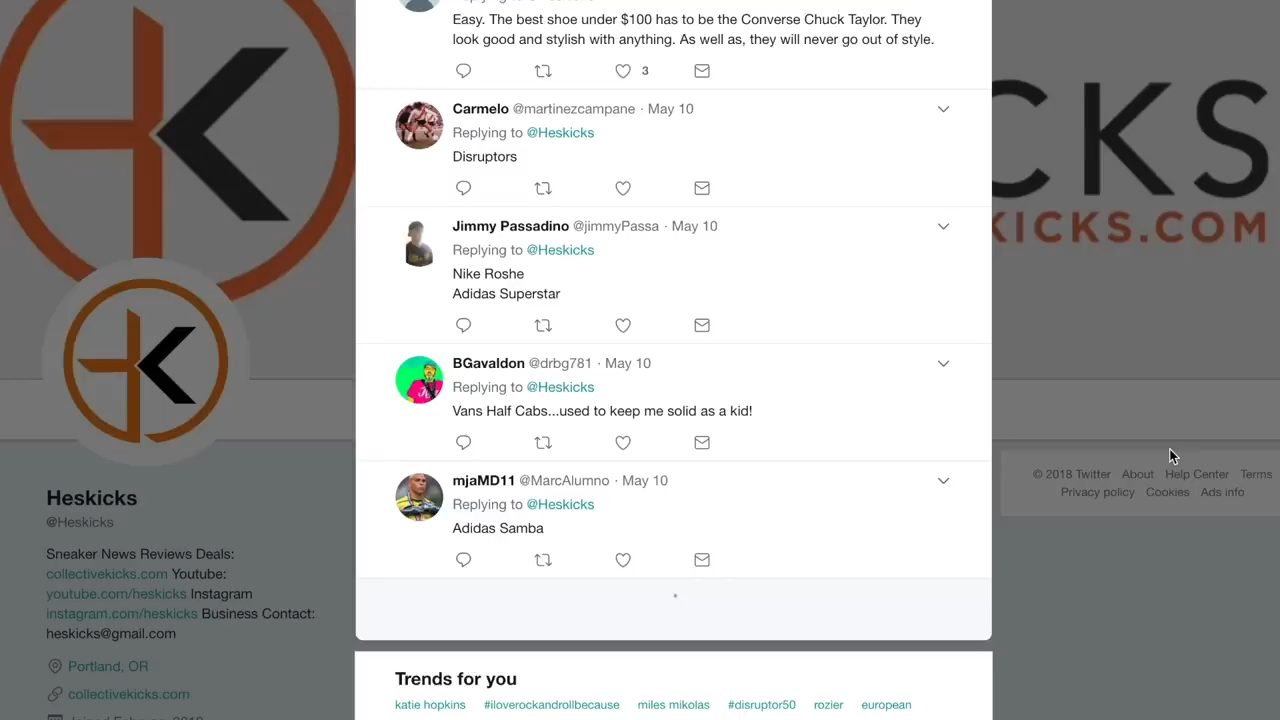 Easy. The best shoe under $100 has to be the Converse Chuck Taylor. They
look good and stylish with anything. As well as, they will never go out of style.
3
Carmelo @martinezcampane · May 10
Replying to @Heskicks
Disruptors
Jimmy Passadino @jimmyPassa · May 10
Replying to @Heskicks
Nike Roshe
Adidas Superstar
BGavaldon @drbg781 · May 10
Replying to @Heskicks
Vans Half Cabs...used to keep me solid as a kid!
mjaMD11 @MarcAlumno · May 10
Replying to @Heskicks
Adidas Samba
Trends for you
katie hopkins #iloverockandrollbecause miles mikolas #disruptor50 rozier european
Heskicks
@Heskicks
Sneaker News Reviews Deals:
collectivekicks.com Youtube:
youtube.com/heskicks Instagram
instagram.com/heskicks Business Contact:
heskicks@gmail.com
Portland, OR
collectivekicks.com
CKS
KICKS.COM
© 2018 Twitter About Help Center Terms
Privacy policy Cookies Ads info